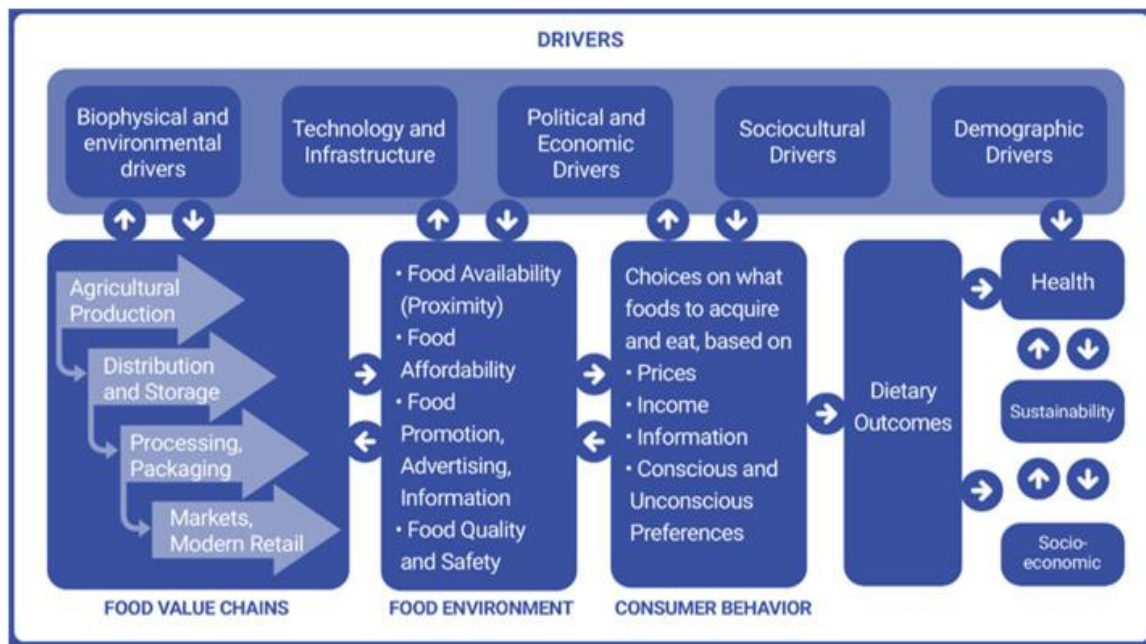 DRIVERS
Biophysical and
environmental
drivers
Technology and
Infrastructure
Political and
Economic
Drivers
Sociocultural
Drivers
Demographic
Drivers
Agricultural
Production
Distribution
and Storage
Processing,
Packaging
Markets,
Modern Retail
FOOD VALUE CHAINS
• Food Availability
(Proximity)
• Food
Affordability
• Food
Promotion,
Advertising,
Information
• Food Quality
and Safety
FOOD ENVIRONMENT
Choices on what
foods to acquire
and eat, based on
• Prices
• Income
• Information
• Conscious and
Unconscious
Preferences
CONSUMER BEHAVIOR
Dietary
Outcomes
Health
Sustainability
Socio-
economic